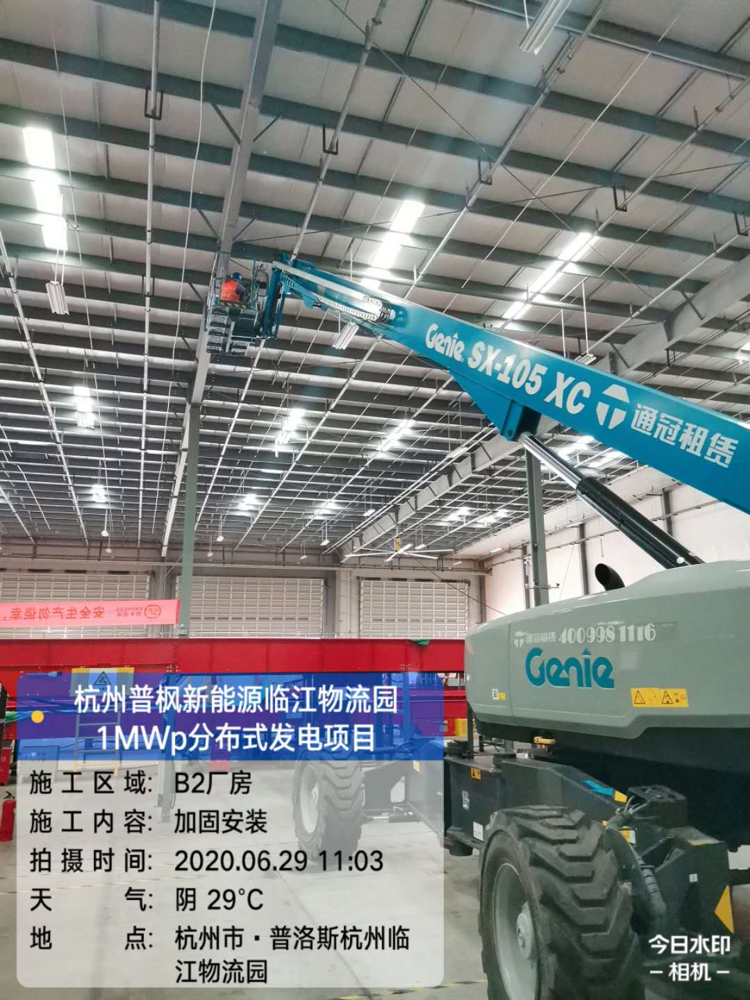 Genie SX-105 XC 通冠租赁
通冠租赁 4009981116
Genie
安全生产勿侥幸
杭州普枫新能源临江物流园
1MWp分布式发电项目
施工区域: B2厂房
施工内容: 加固安装
拍摄时间: 2020.06.29 11:03
天气: 阴 29°C
地点: 杭州市·普洛斯杭州临
江物流园
今日水印
-相机-